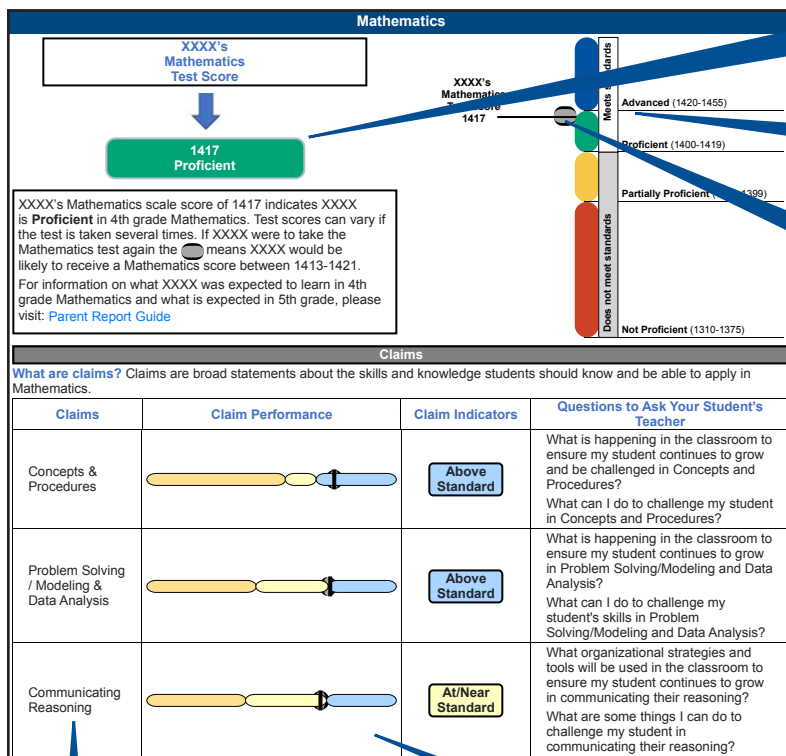 Mathematics
XXXX's
Mathematics
Test Score
1417
Proficient
XXXX's Mathematics scale score of 1417 indicates XXXX
is Proficient in 4th grade Mathematics. Test scores can vary if
the test is taken several times. If XXXX were to take the
Mathematics test again the means XXXX would be
likely to receive a Mathematics score between 1413-1421.
For information on what XXXX was expected to learn in 4th
grade Mathematics and what is expected in 5th grade, please
visit: Parent Report Guide
XXXX's
Mathematics
1417
Meets
Does not meet standards
Advanced (1420-1455)
Proficient (1400-1419)
Partially Proficient
Not Proficient (1310-1375)
Claims
What are claims? Claims are broad statements about the skills and knowledge students should know and be able to apply in
Mathematics.
Claims
Claim Performance
Claim Indicators
Questions to Ask Your Student's
Teacher
Concepts &
Procedures
Above
Standard
What is happening in the classroom to
ensure my student continues to grow
and be challenged in Concepts and
Procedures?
What can I do to challenge my student
in Concepts and Procedures?
Problem Solving
/ Modeling &
Data Analysis
Above
Standard
What is happening in the classroom to
ensure my student continues to grow
in Problem Solving/Modeling and Data
Analysis?
What can I do to challenge my
student's skills in Problem
Solving/Modeling and Data Analysis?
Communicating
Reasoning
At/Near
Standard
What organizational strategies and
tools will be used in the classroom to
ensure my student continues to grow
in communicating their reasoning?
What are some things I can do to
challenge my student in
communicating their reasoning?